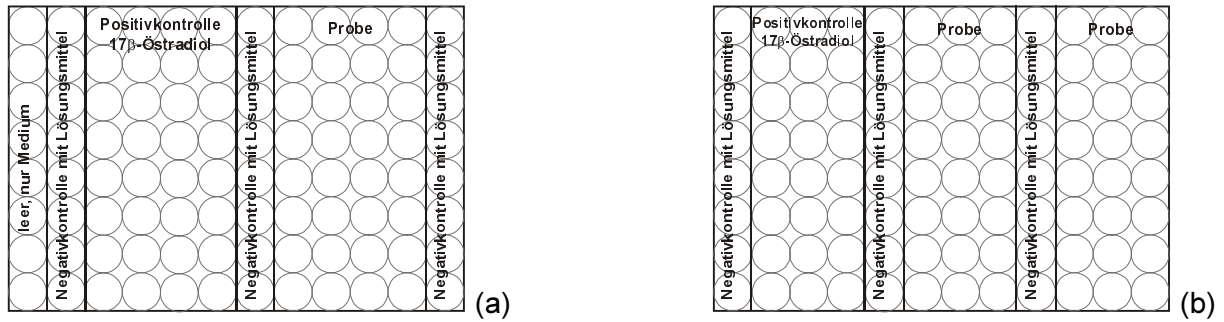 leer, nur Medium
Negativkontrolle mit Lösungsmittel
Positivkontrolle
17β-Östradiol
Negativkontrolle mit Lösungsmittel
Probe
Negativkontrolle mit Lösungsmittel
(a)
Negativkontrolle mit Lösungsmittel
Positivkontrolle
17β-Östradiol
Negativkontrolle mit Lösungsmittel
Probe
Negativkontrolle mit Lösungsmittel
Probe
(b)